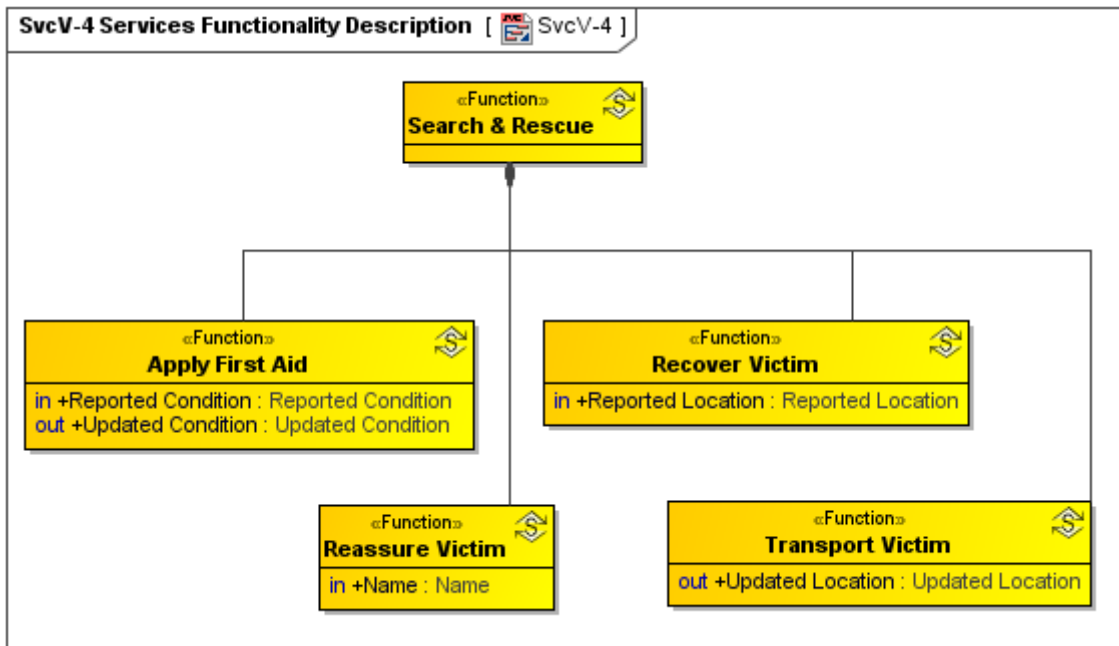 SvcV-4 Services Functionality Description [ SvcV-4 ]
«Function»
Search & Rescue
«Function»
Apply First Aid
in +Reported Condition : Reported Condition
out +Updated Condition : Updated Condition
«Function»
Recover Victim
in +Reported Location : Reported Location
«Function»
Reassure Victim
in +Name : Name
«Function»
Transport Victim
out +Updated Location : Updated Location